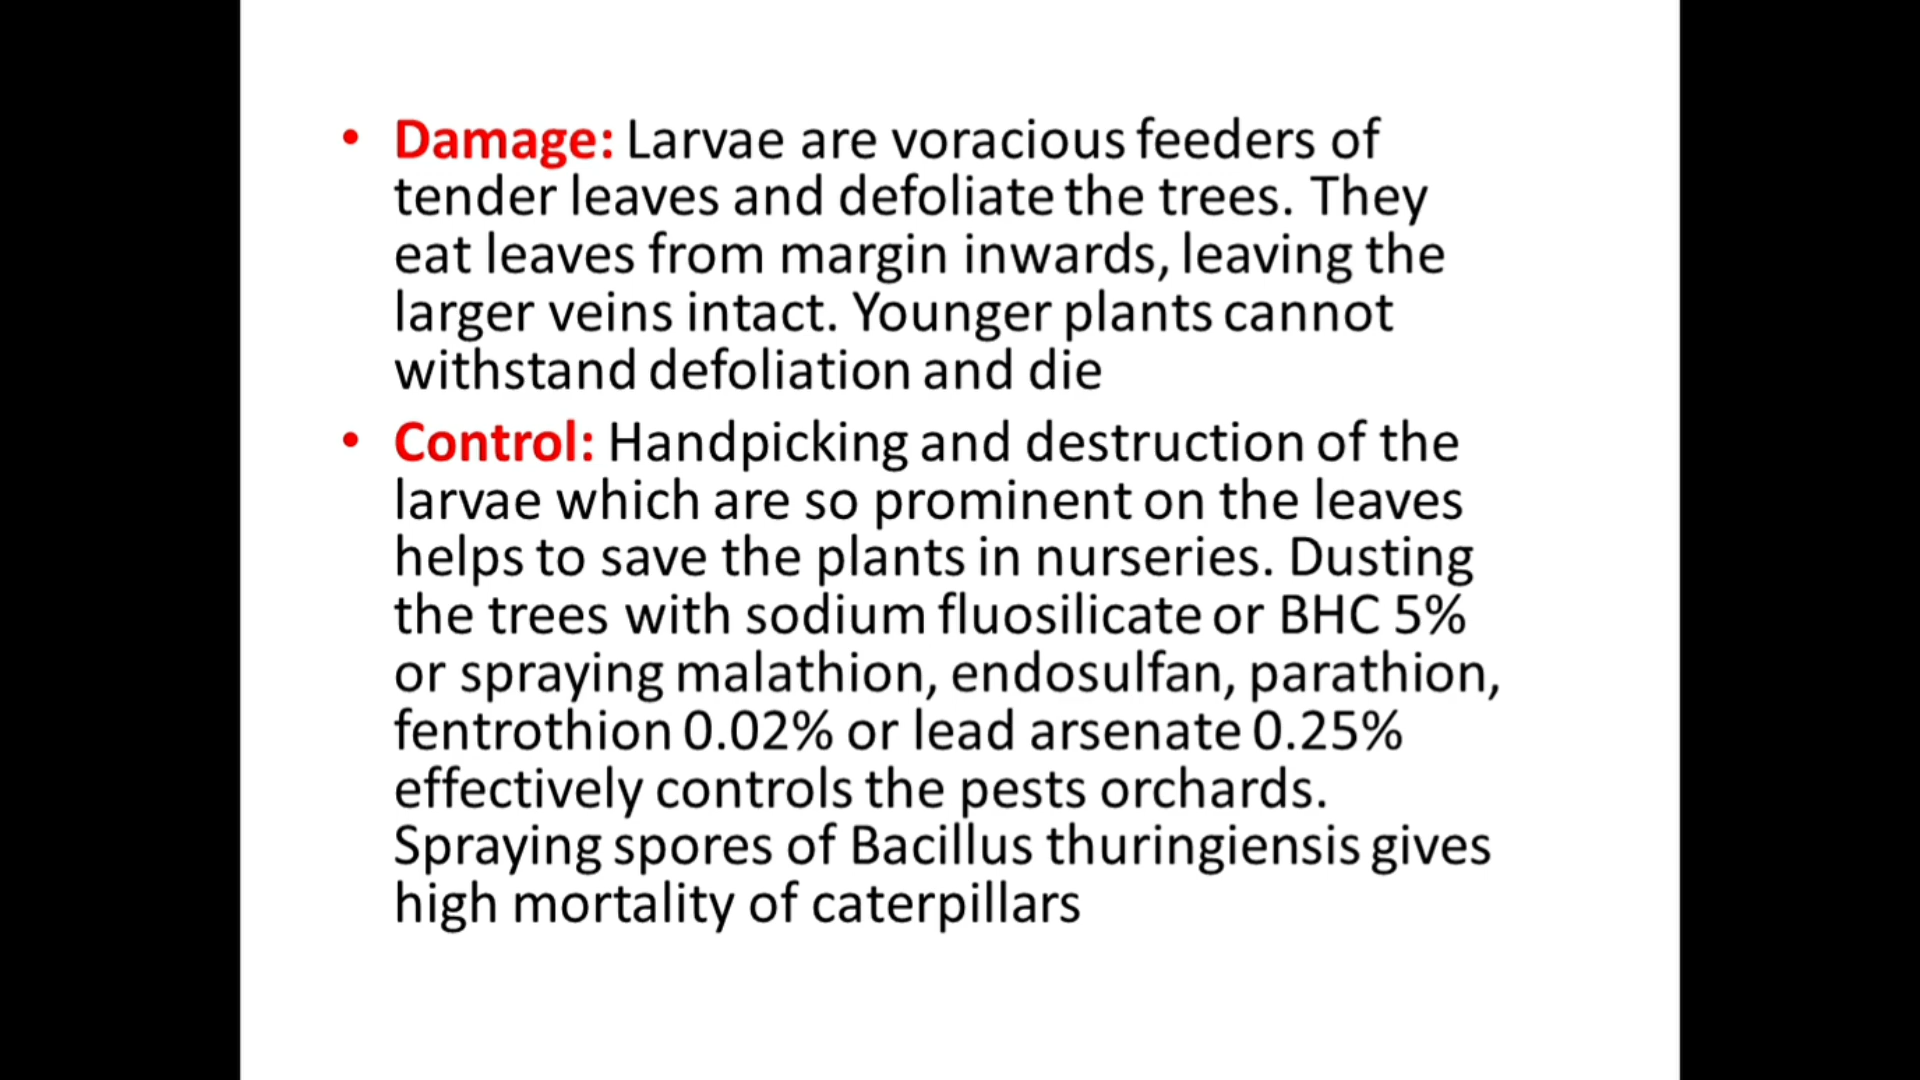 • Damage: Larvae are voracious feeders of
tender leaves and defoliate the trees. They
eat leaves from margin inwards, leaving the
larger veins intact. Younger plants cannot
withstand defoliation and die
• Control: Handpicking and destruction of the
larvae which are so prominent on the leaves
helps to save the plants in nurseries. Dusting
the trees with sodium fluosilicate or BHC 5%
or spraying malathion, endosulfan, parathion,
fentrothion 0.02% or lead arsenate 0.25%
effectively controls the pests orchards.
Spraying spores of Bacillus thuringiensis gives
high mortality of caterpillars